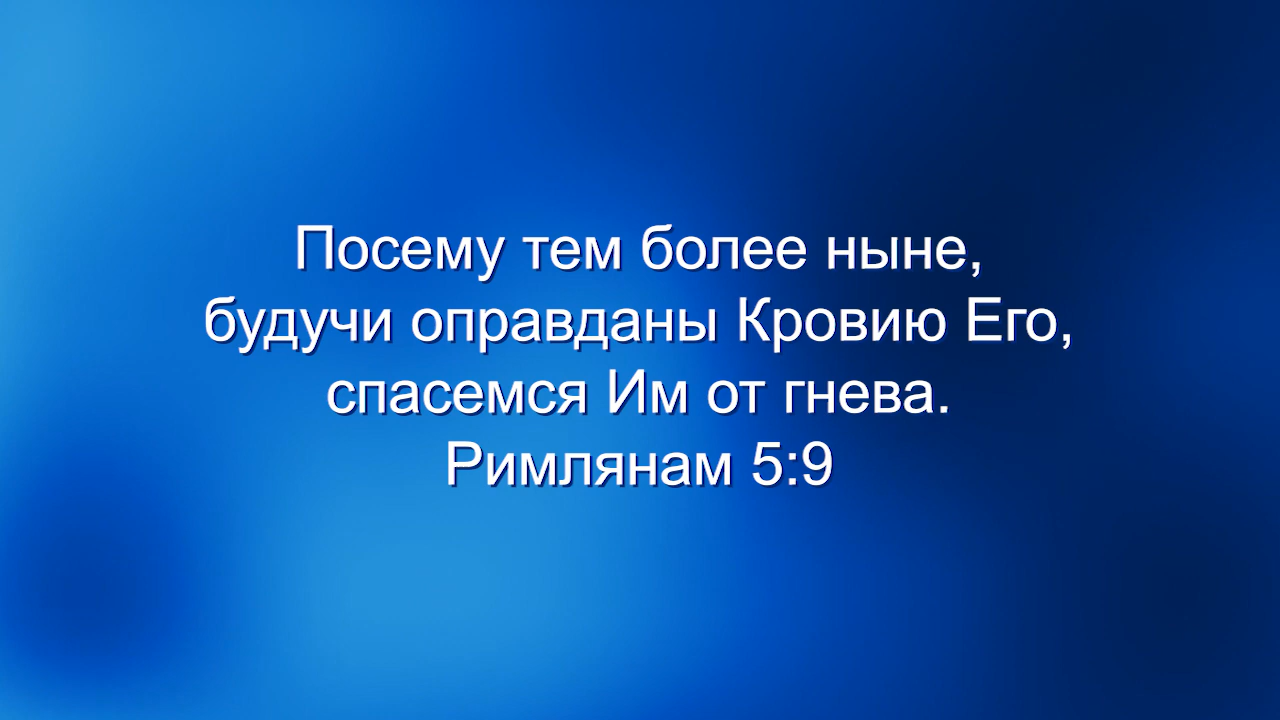 Посему тем более ныне,
будучи оправданы Кровию Его,
спасемся Им от гнева.
Римлянам 5:9